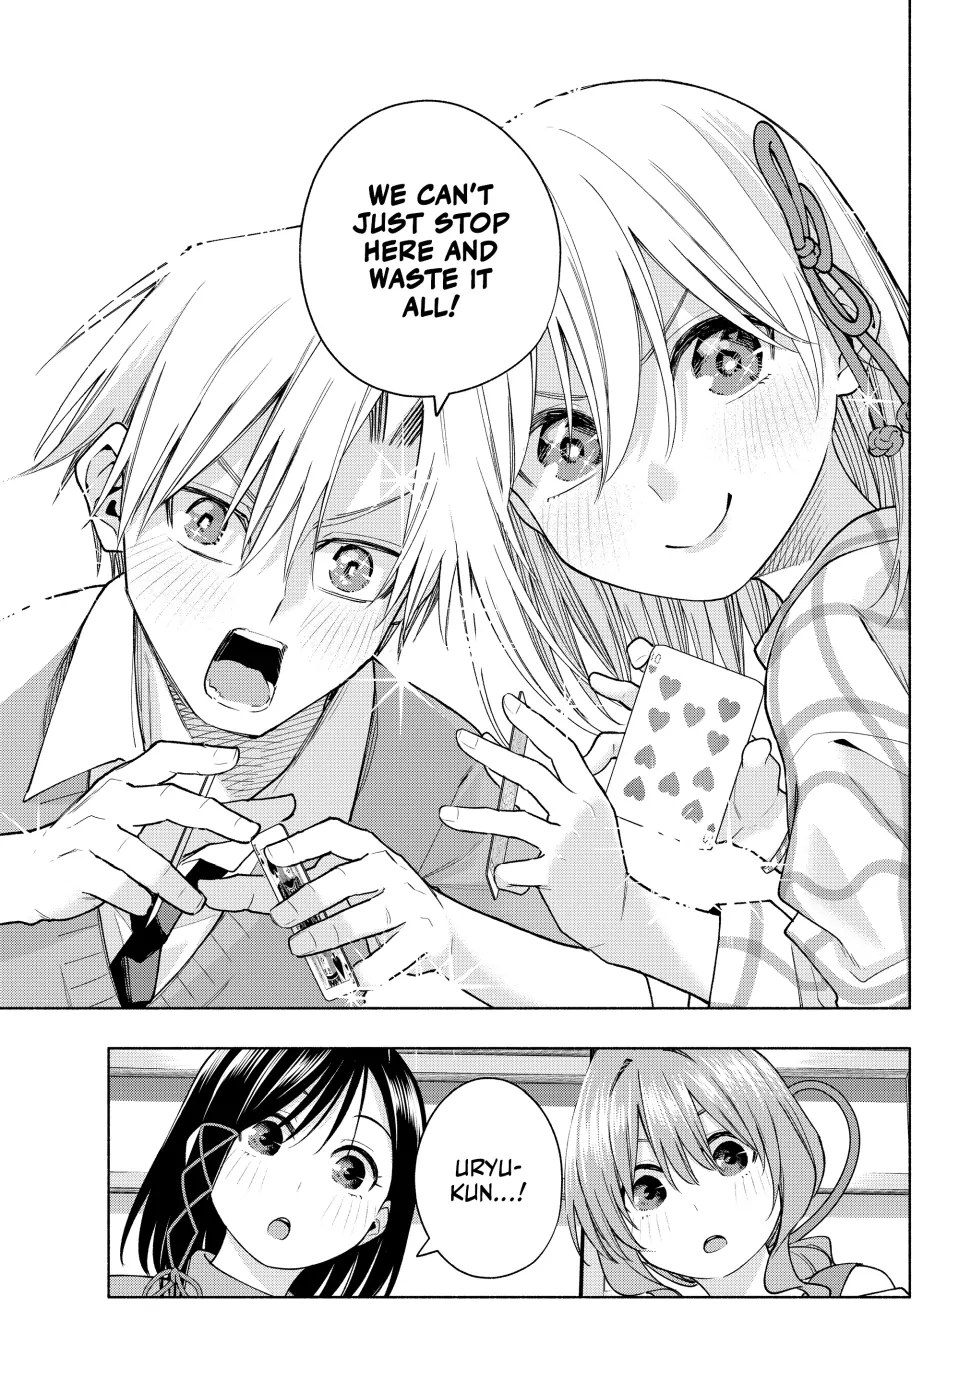 WE CAN'T
JUST STOP
HERE AND
WASTE IT
ALL!
URYU-
KUN...!